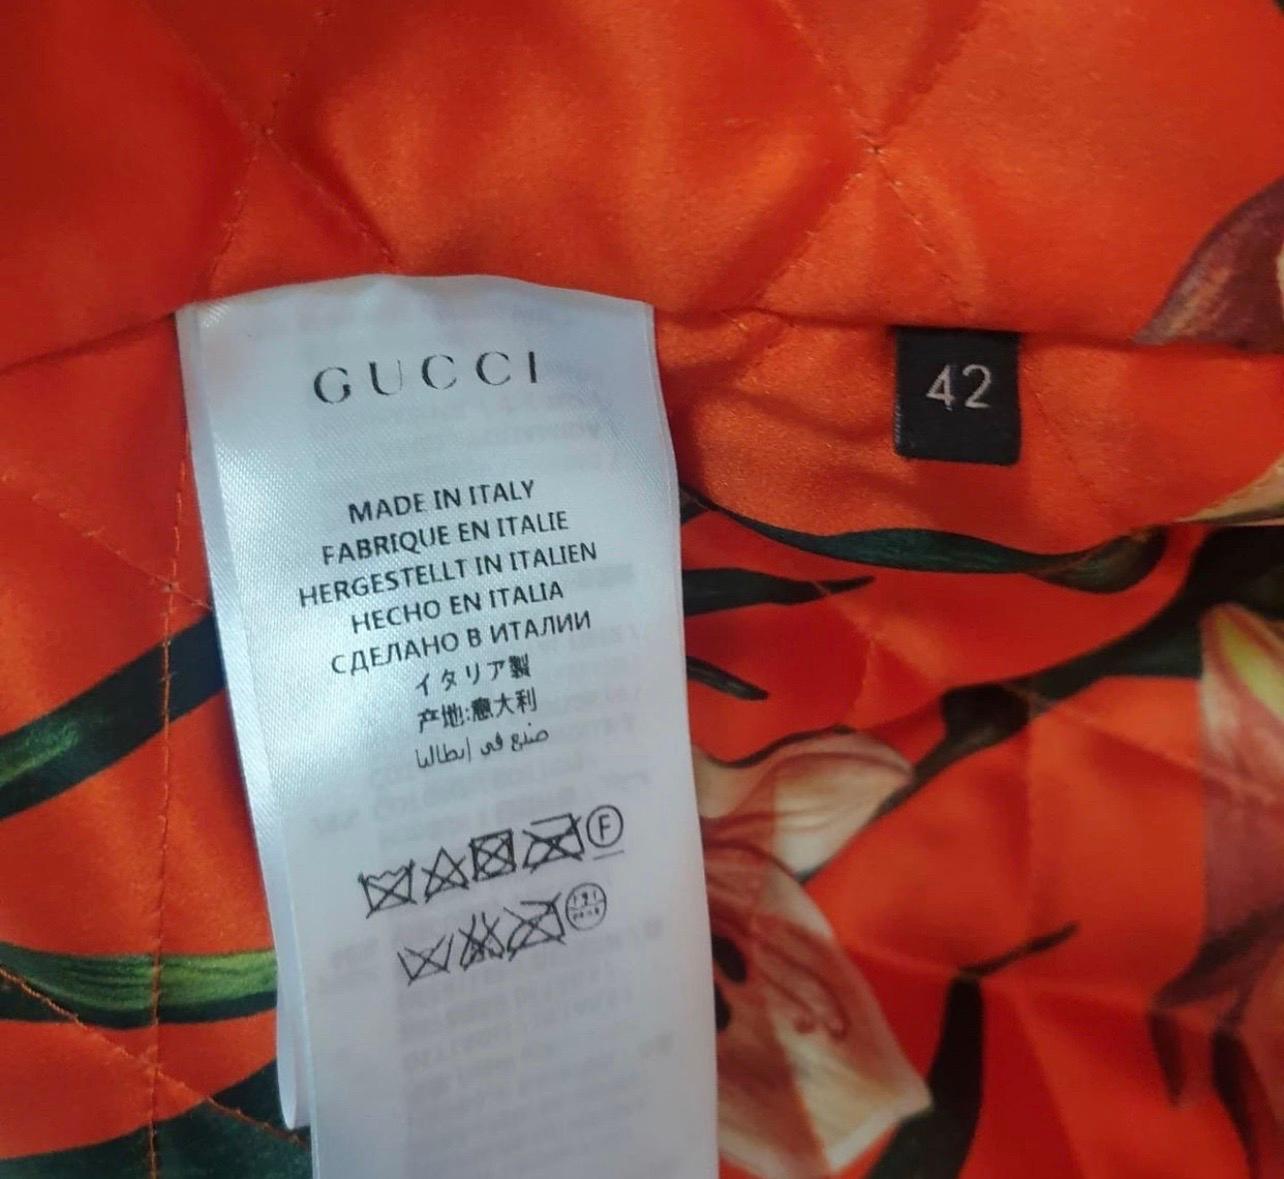 GUCCI
42
MADE IN ITALY
FABRIQUE EN ITALIE
HERGESTELLT IN ITALIEN
HECHO EN ITALIA
СДЕЛАНО В ИТАЛИИ
イタリア製
产地:意大利
صنع في إيطاليا
F